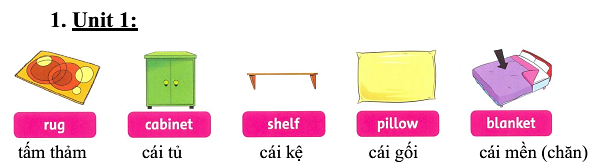 1. Unit 1:
rug cabinet shelf pillow blanket
tấm thảm cái tủ cái kệ cái gối cái mền (chăn)